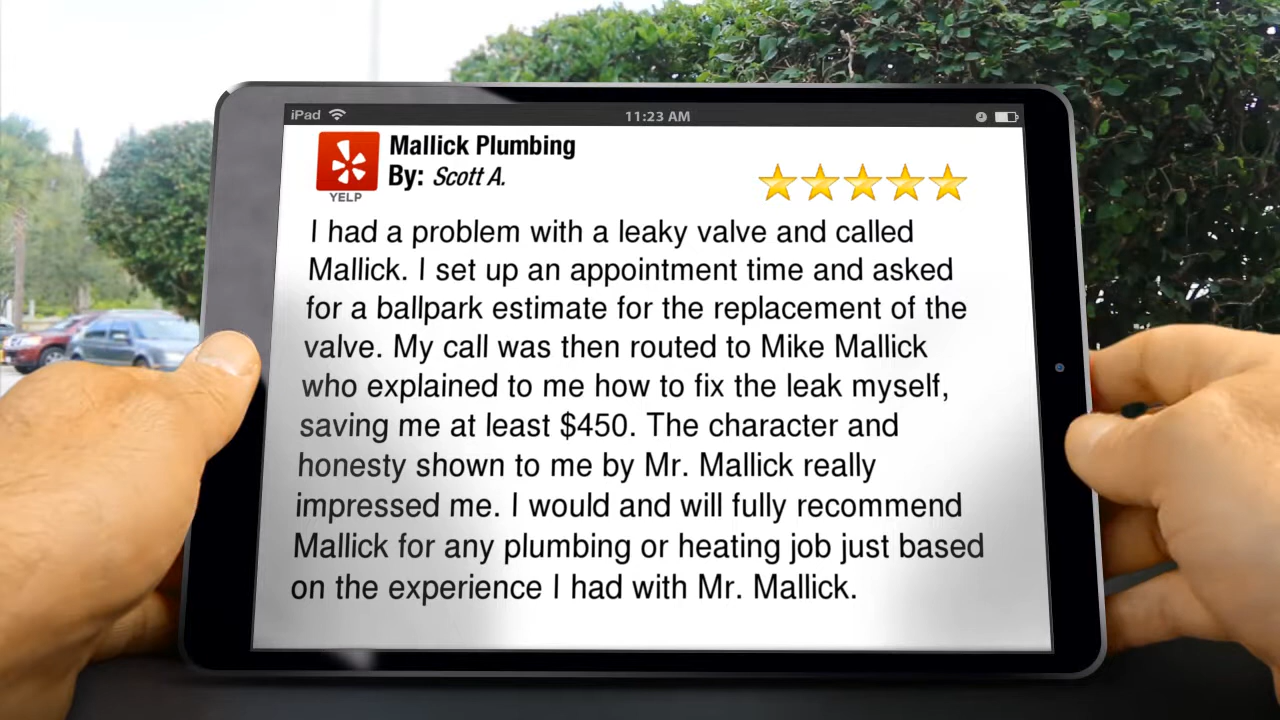 iPad 11:23 AM
Mallick Plumbing
By: Scott A.
YELP
I had a problem with a leaky valve and called
Mallick. I set up an appointment time and asked
for a ballpark estimate for the replacement of the
valve. My call was then routed to Mike Mallick
who explained to me how to fix the leak myself,
saving me at least $450. The character and
honesty shown to me by Mr. Mallick really
impressed me. I would and will fully recommend
Mallick for any plumbing or heating job just based
on the experience I had with Mr. Mallick.